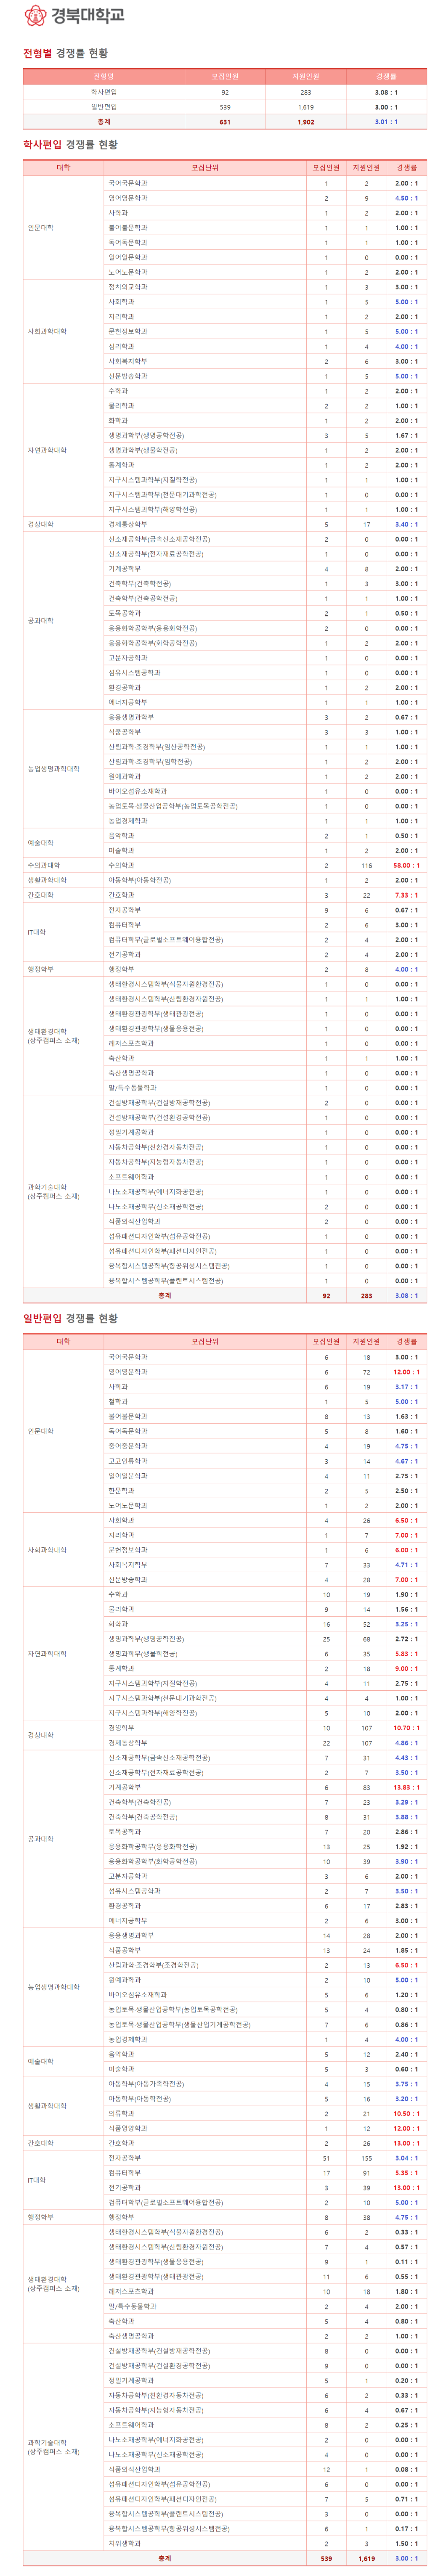 경북대학교
전형별 경쟁률 현황
전형명 모집인원 지원인원 경쟁률
학사편입 92 283 3.08 : 1
일반편입 539 1,619 3.00 : 1
총계 631 1,902 3.01 : 1
학사편입 경쟁률 현황
대학 모집단위 모집인원 지원인원 경쟁률
인문대학
국어국문학과 1 2 2.00 : 1
영어영문학과 2 9 4.50 : 1
사학과 1 2 2.00 : 1
불어불문학과 1 1 1.00 : 1
독어독문학과 1 1 1.00 : 1
일어일문학과 1 0 0.00 : 1
노어노문학과 1 2 2.00 : 1
사회과학대학
정치외교학과 1 3 3.00 : 1
사회학과 1 5 5.00 : 1
지리학과 1 2 2.00 : 1
문헌정보학과 1 5 5.00 : 1
심리학과 1 4 4.00 : 1
사회복지학부 2 6 3.00 : 1
신문방송학과 1 5 5.00 : 1
자연과학대학
수학과 1 2 2.00 : 1
물리학과 2 2 1.00 : 1
화학과 1 2 2.00 : 1
생명과학부(생명공학전공) 3 5 1.67 : 1
생명과학부(생물학전공) 1 2 2.00 : 1
통계학과 1 2 2.00 : 1
지구시스템과학부(지질학전공) 1 1 1.00 : 1
지구시스템과학부(천문대기과학전공) 1 0 0.00 : 1
지구시스템과학부(해양학전공) 1 1 1.00 : 1
경상대학
경제통상학부 5 17 3.40 : 1
공과대학
신소재공학부(금속신소재공학전공) 2 0 0.00 : 1
신소재공학부(전자재료공학전공) 1 0 0.00 : 1
기계공학부 4 8 2.00 : 1
건축학부(건축학전공) 1 3 3.00 : 1
건축학부(건축공학전공) 1 1 1.00 : 1
토목공학과 2 1 0.50 : 1
응용화학공학부(응용화학전공) 2 0 0.00 : 1
응용화학공학부(화학공학전공) 1 2 2.00 : 1
고분자공학과 1 0 0.00 : 1
섬유시스템공학과 1 0 0.00 : 1
환경공학과 1 2 2.00 : 1
에너지공학부 1 1 1.00 : 1
농업생명과학대학
응용생명과학부 3 2 0.67 : 1
식품공학부 3 3 1.00 : 1
산림과학·조경학부(임산공학전공) 1 1 1.00 : 1
산림과학·조경학부(임학전공) 1 2 2.00 : 1
원예과학과 1 2 2.00 : 1
바이오섬유소재학과 1 0 0.00 : 1
농업토목·생물산업공학부(농업토목공학전공) 1 0 0.00 : 1
농업경제학과 1 1 1.00 : 1
예술대학
음악학과 2 1 0.50 : 1
미술학과 1 2 2.00 : 1
수의과대학
수의학과 2 116 58.00 : 1
생활과학대학
아동학부(아동학전공) 1 2 2.00 : 1
간호대학
간호학과 3 22 7.33 : 1
IT대학
전자공학부 9 6 0.67 : 1
컴퓨터학부 2 6 3.00 : 1
컴퓨터학부(글로벌소프트웨어융합전공) 2 4 2.00 : 1
전기공학과 2 4 2.00 : 1
행정학부
행정학부 2 8 4.00 : 1
생태환경대학
(상주캠퍼스 소재)
생태환경시스템학부(식물자원환경전공) 1 0 0.00 : 1
생태환경시스템학부(산림환경자원전공) 1 1 1.00 : 1
생태환경관광학부(생태관광전공) 1 0 0.00 : 1
생태환경관광학부(생물응용전공) 1 0 0.00 : 1
레저스포츠학과 1 0 0.00 : 1
축산학과 1 1 1.00 : 1
축산생명공학과 1 0 0.00 : 1
말/특수동물학과 1 0 0.00 : 1
과학기술대학
(상주캠퍼스 소재)
건설방재공학부(건설방재공학전공) 2 0 0.00 : 1
건설방재공학부(건설환경공학전공) 1 0 0.00 : 1
정밀기계공학과 1 0 0.00 : 1
자동차공학부(친환경자동차전공) 1 0 0.00 : 1
자동차공학부(지능형자동차전공) 1 0 0.00 : 1
소프트웨어학과 1 0 0.00 : 1
나노소재공학부(에너지화공전공) 1 0 0.00 : 1
나노소재공학부(신소재공학전공) 2 0 0.00 : 1
식품외식산업학과 2 0 0.00 : 1
섬유패션디자인학부(섬유공학전공) 1 0 0.00 : 1
섬유패션디자인학부(패션디자인전공) 1 0 0.00 : 1
융복합시스템공학부(항공위성시스템전공) 1 0 0.00 : 1
융복합시스템공학부(플랜트시스템전공) 1 0 0.00 : 1
총계 92 283 3.08 : 1
일반편입 경쟁률 현황
대학 모집단위 모집인원 지원인원 경쟁률
인문대학
국어국문학과 6 18 3.00 : 1
영어영문학과 6 72 12.00 : 1
사학과 6 19 3.17 : 1
철학과 1 5 5.00 : 1
불어불문학과 8 13 1.63 : 1
독어독문학과 5 8 1.60 : 1
중어중문학과 4 19 4.75 : 1
고고인류학과 3 14 4.67 : 1
일어일문학과 4 11 2.75 : 1
한문학과 2 5 2.50 : 1
노어노문학과 1 2 2.00 : 1
사회과학대학
사회학과 4 26 6.50 : 1
지리학과 1 7 7.00 : 1
문헌정보학과 1 6 6.00 : 1
사회복지학부 7 33 4.71 : 1
신문방송학과 4 28 7.00 : 1
자연과학대학
수학과 10 19 1.90 : 1
물리학과 9 14 1.56 : 1
화학과 16 52 3.25 : 1
생명과학부(생명공학전공) 25 68 2.72 : 1
생명과학부(생물학전공) 6 35 5.83 : 1
통계학과 2 18 9.00 : 1
지구시스템과학부(지질학전공) 4 11 2.75 : 1
지구시스템과학부(천문대기과학전공) 4 4 1.00 : 1
지구시스템과학부(해양학전공) 5 10 2.00 : 1
경상대학
경영학부 10 107 10.70 : 1
경제통상학부 22 107 4.86 : 1
공과대학
신소재공학부(금속신소재공학전공) 7 31 4.43 : 1
신소재공학부(전자재료공학전공) 2 7 3.50 : 1
기계공학부 6 83 13.83 : 1
건축학부(건축학전공) 7 23 3.29 : 1
건축학부(건축공학전공) 8 31 3.88 : 1
토목공학과 7 20 2.86 : 1
응용화학공학부(응용화학전공) 13 25 1.92 : 1
응용화학공학부(화학공학전공) 10 39 3.90 : 1
고분자공학과 3 6 2.00 : 1
섬유시스템공학과 2 7 3.50 : 1
환경공학과 6 17 2.83 : 1
에너지공학부 2 6 3.00 : 1
농업생명과학대학
응용생명과학부 14 28 2.00 : 1
식품공학부 13 24 1.85 : 1
산림과학·조경학부(조경학전공) 2 13 6.50 : 1
원예과학과 2 10 5.00 : 1
바이오섬유소재학과 5 6 1.20 : 1
농업토목·생물산업공학부(농업토목공학전공) 5 4 0.80 : 1
농업토목·생물산업공학부(생물산업기계공학전공) 7 6 0.86 : 1
농업경제학과 1 4 4.00 : 1
예술대학
음악학과 5 12 2.40 : 1
미술학과 5 3 0.60 : 1
생활과학대학
아동학부(아동가족학전공) 4 15 3.75 : 1
아동학부(아동학전공) 5 16 3.20 : 1
의류학과 2 21 10.50 : 1
식품영양학과 1 12 12.00 : 1
간호대학
간호학과 2 26 13.00 : 1
IT대학
전자공학부 51 155 3.04 : 1
컴퓨터학부 17 91 5.35 : 1
전기공학과 3 39 13.00 : 1
컴퓨터학부(글로벌소프트웨어융합전공) 2 10 5.00 : 1
행정학부
행정학부 8 38 4.75 : 1
생태환경대학
(상주캠퍼스 소재)
생태환경시스템학부(식물자원환경전공) 6 2 0.33 : 1
생태환경시스템학부(산림환경자원전공) 7 4 0.57 : 1
생태환경관광학부(생물응용전공) 9 1 0.11 : 1
생태환경관광학부(생태관광전공) 11 6 0.55 : 1
레저스포츠학과 10 18 1.80 : 1
말/특수동물학과 2 4 2.00 : 1
축산학과 5 4 0.80 : 1
축산생명공학과 2 2 1.00 : 1
과학기술대학
(상주캠퍼스 소재)
건설방재공학부(건설방재공학전공) 8 0 0.00 : 1
건설방재공학부(건설환경공학전공) 9 0 0.00 : 1
정밀기계공학과 5 1 0.20 : 1
자동차공학부(친환경자동차전공) 6 2 0.33 : 1
자동차공학부(지능형자동차전공) 6 4 0.67 : 1
소프트웨어학과 8 2 0.25 : 1
나노소재공학부(에너지화공전공) 2 0 0.00 : 1
나노소재공학부(신소재공학전공) 4 0 0.00 : 1
식품외식산업학과 12 1 0.08 : 1
섬유패션디자인학부(섬유공학전공) 6 0 0.00 : 1
섬유패션디자인학부(패션디자인전공) 7 5 0.71 : 1
융복합시스템공학부(플랜트시스템전공) 3 0 0.00 : 1
융복합시스템공학부(항공위성시스템전공) 6 1 0.17 : 1
치위생학과 2 3 1.50 : 1
총계 539 1,619 3.00 : 1